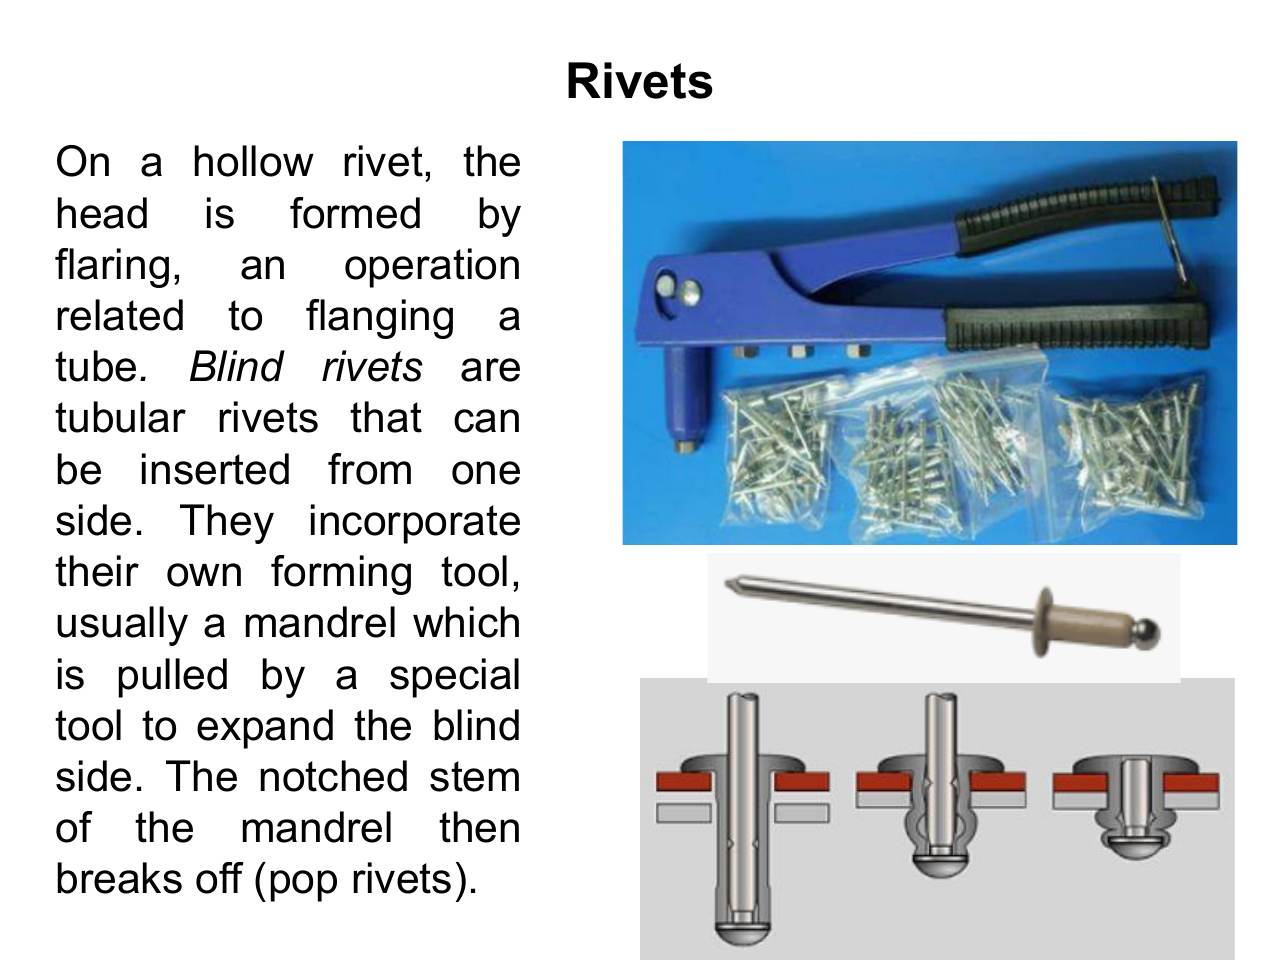 Rivets
On a hollow rivet, the
head is formed by
flaring, an operation
related to flanging a
tube. Blind rivets are
tubular rivets that can
be inserted from one
side. They incorporate
their own forming tool,
usually a mandrel which
is pulled by a special
tool to expand the blind
side. The notched stem
of the mandrel then
breaks off (pop rivets).